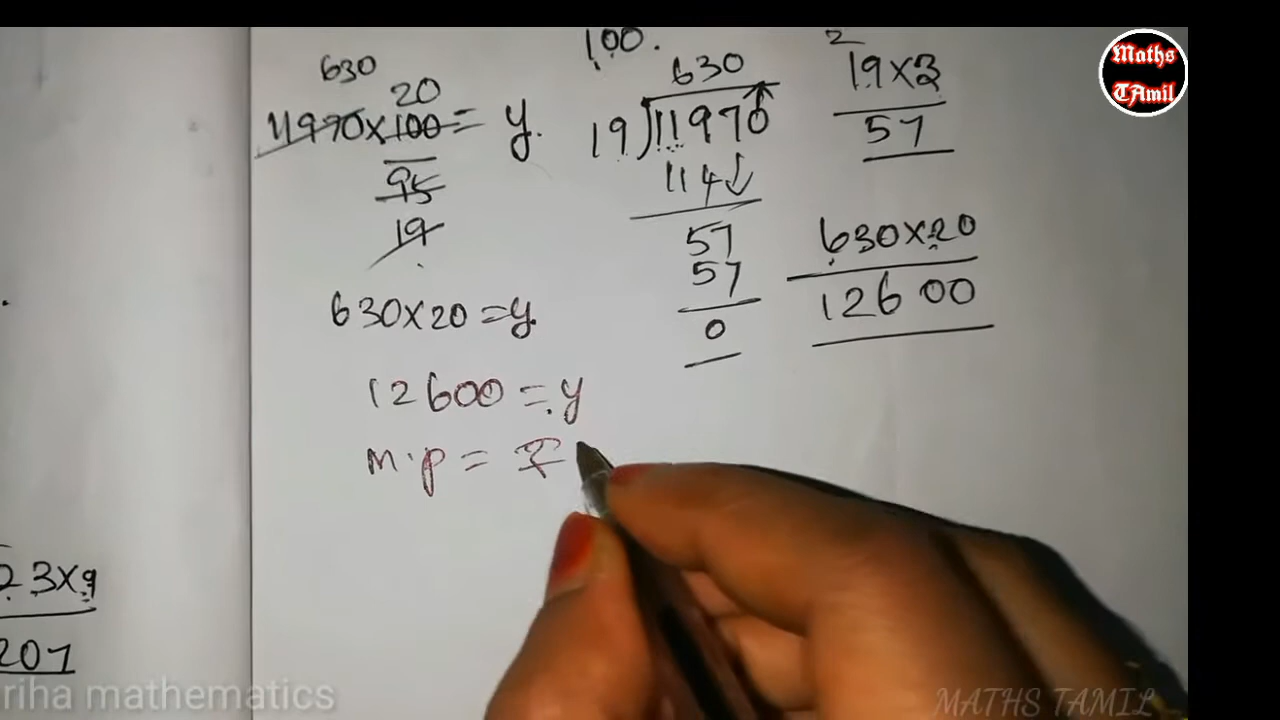 630
20
11970x100 = y.
95
19
630x20 = y
12600 = y
m.p = ₹
100.
630
19)11970
114
57
57
0
2
19x3
57
630x20
12600
23x9
207
Maths
TAmil
riha mathematics
MATHS TAMIL